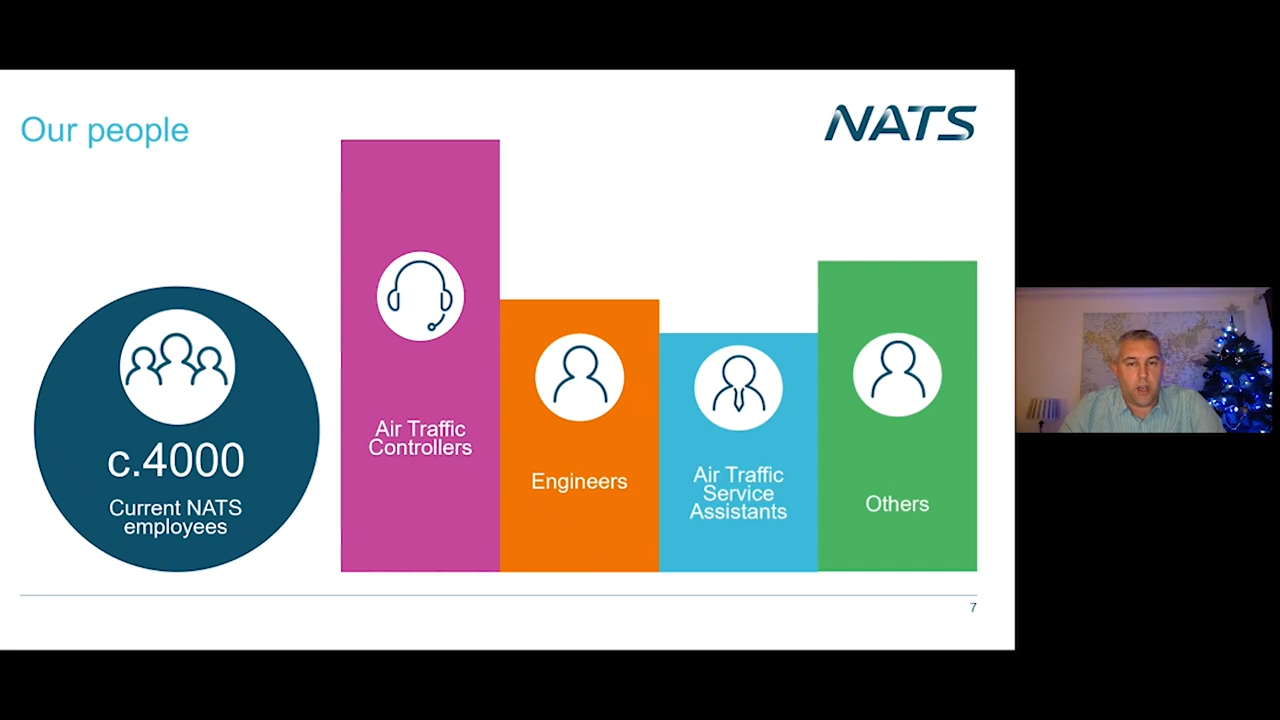 Our people
NATS
c.4000
Current NATS
employees
Air Traffic
Controllers
Engineers
Air Traffic
Service
Assistants
Others
7